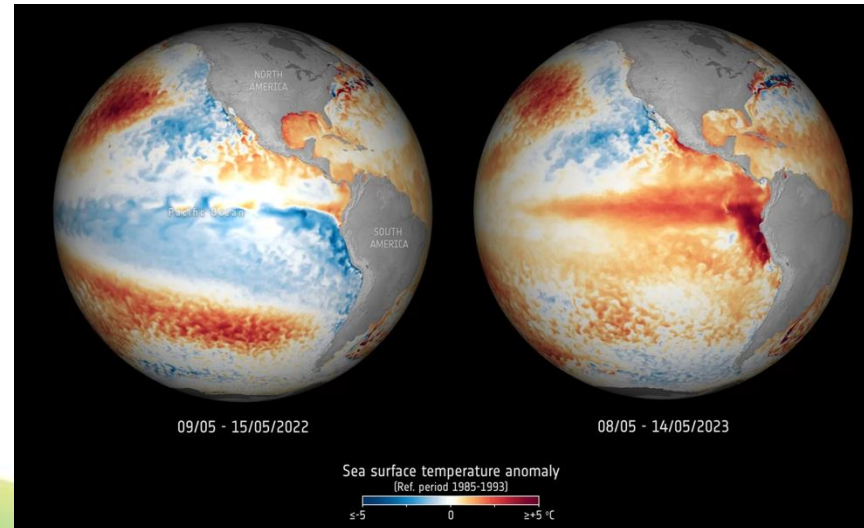 NORTH
AMERICA
Pacific Ocean
SOUTH
AMERICA
09/05 - 15/05/2022
08/05 - 14/05/2023
Sea surface temperature anomaly
(Ref. period 1985-1993)
≤-5 0 ≥+5 °C